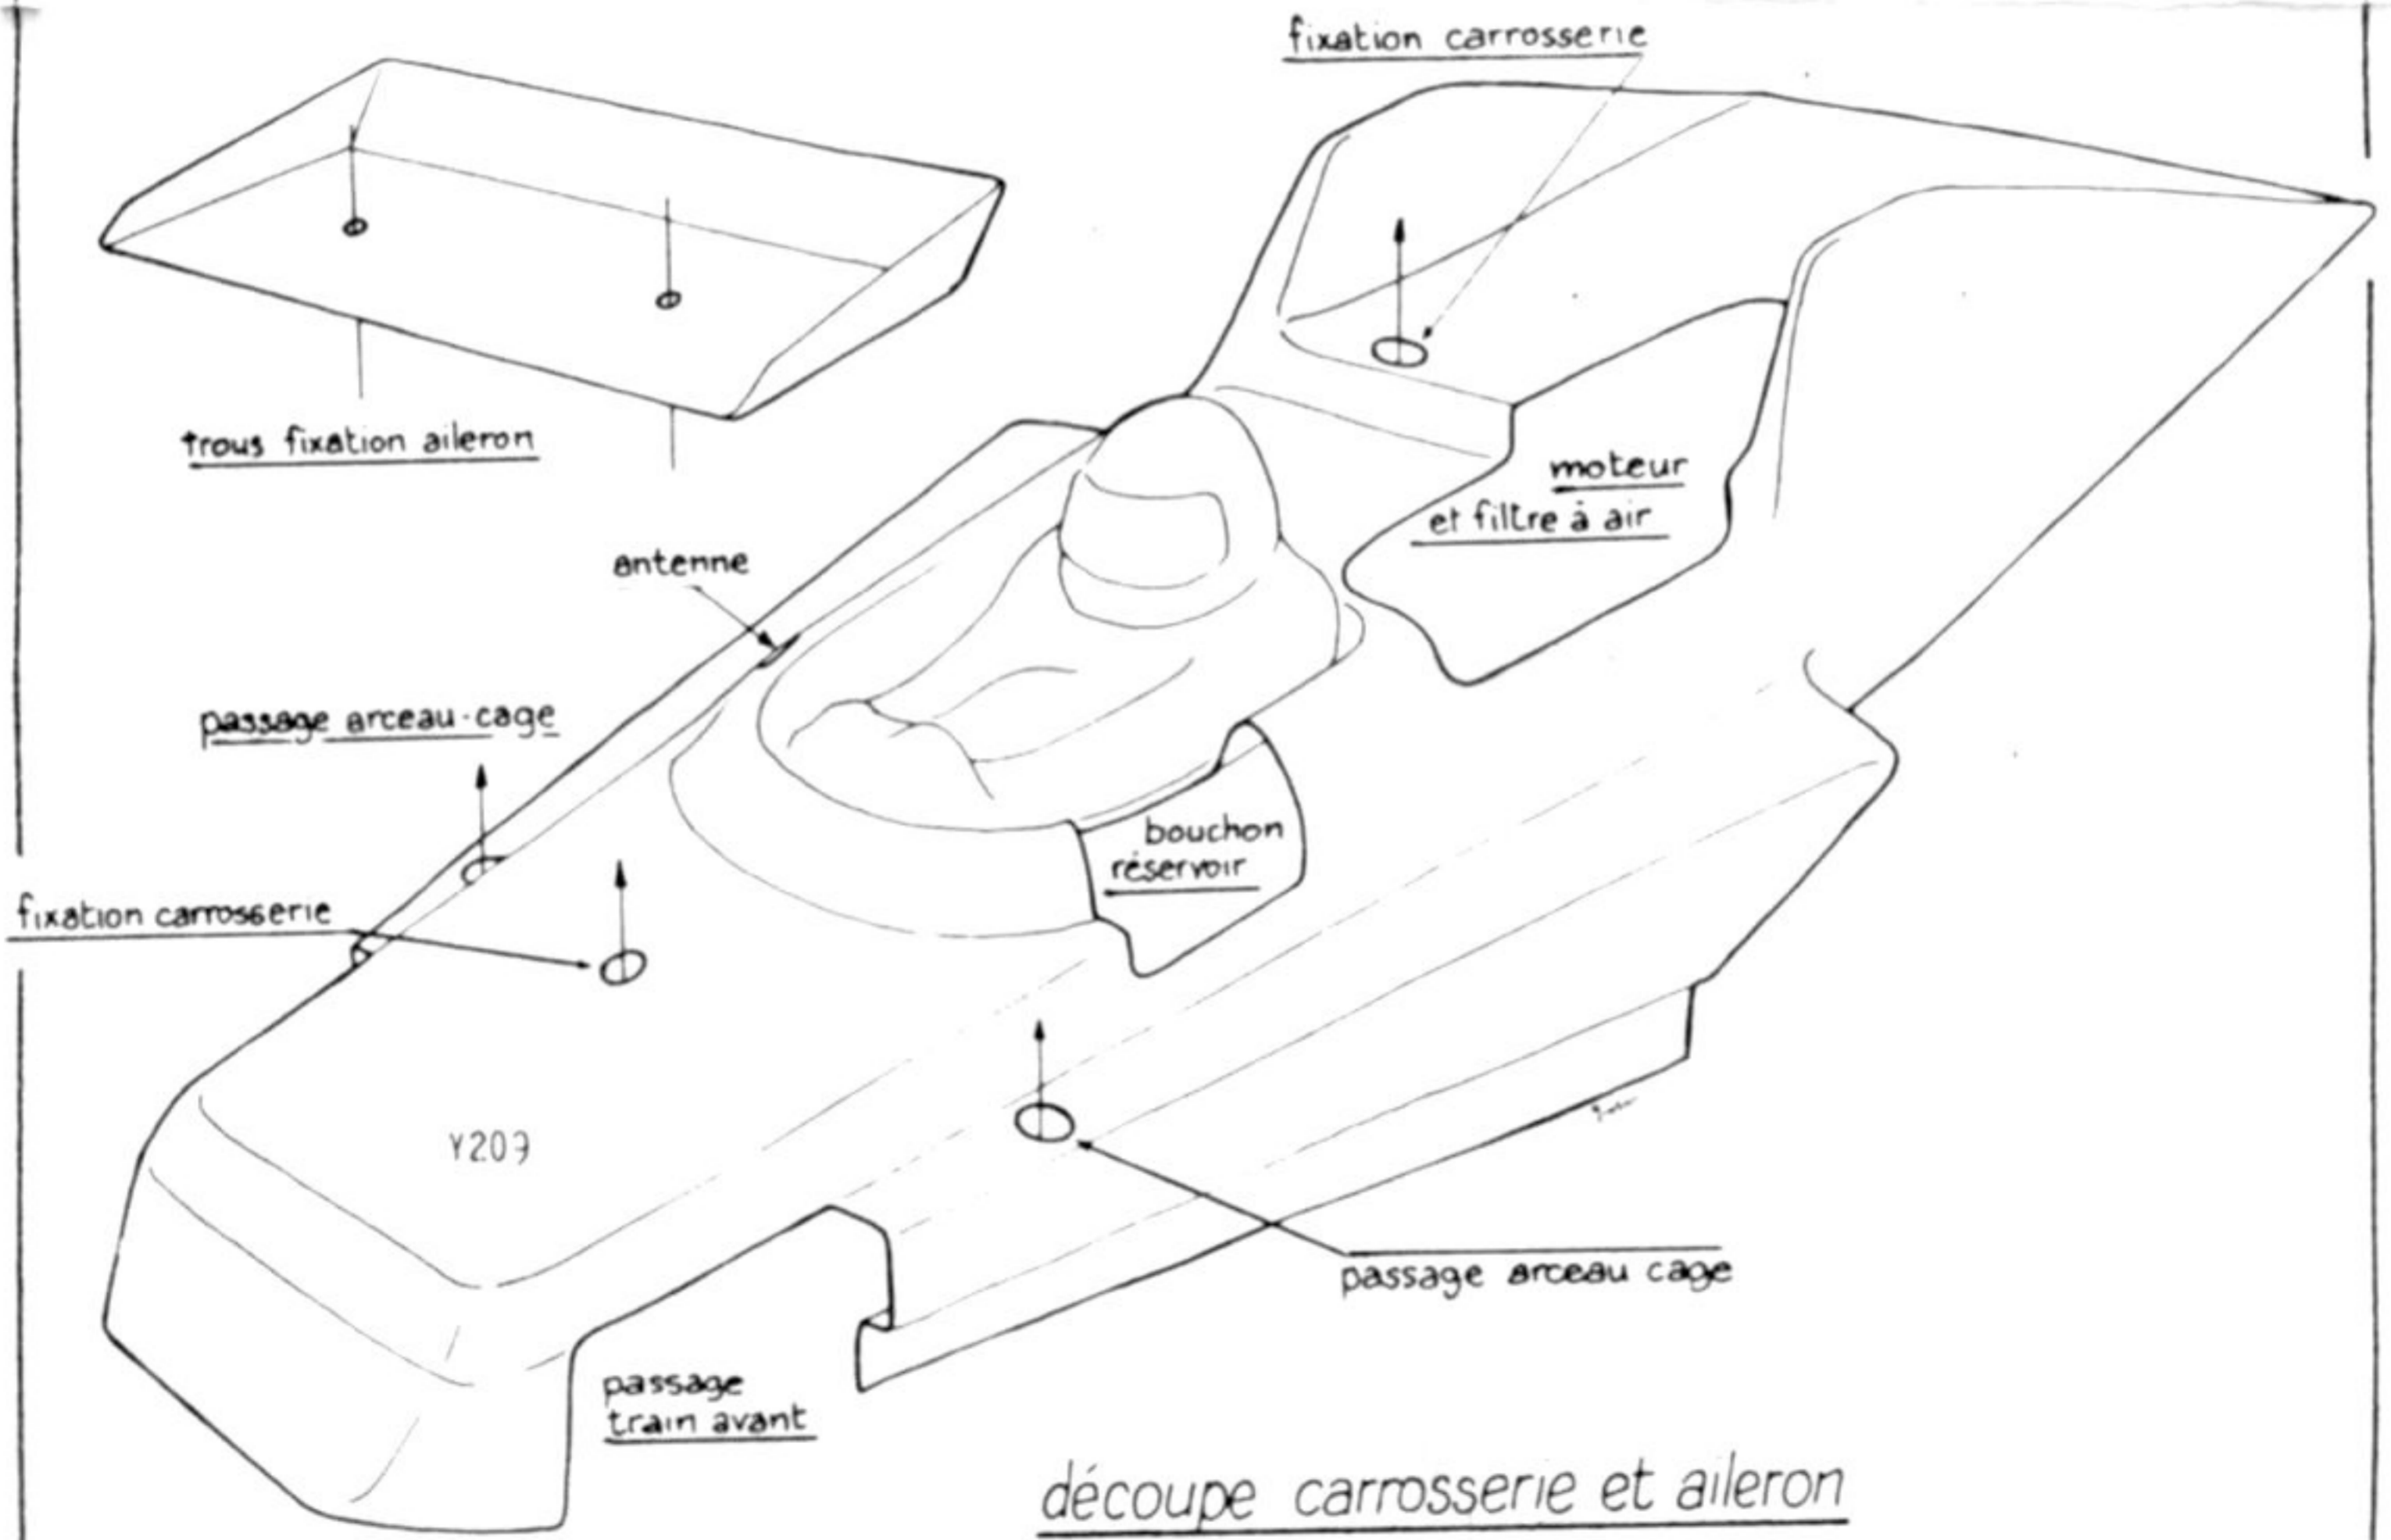 fixation carrosserie
trous fixation aileron
moteur
et filtre à air
antenne
passage arceau-cage
bouchon
réservoir
fixation carrosserie
Y209
passage arceau cage
passage
train avant
découpe carrosserie et aileron